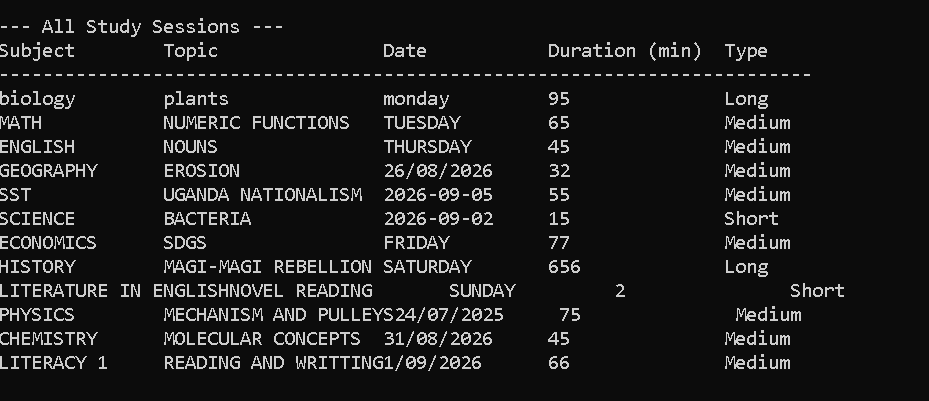 --- All Study Sessions ---
Subject        Topic               Date           Duration (min)  Type
--------------------------------------------------------------------------
biology        plants              monday         95              Long
MATH           NUMERIC FUNCTIONS   TUESDAY        65              Medium
ENGLISH        NOUNS               THURSDAY       45              Medium
GEOGRAPHY      EROSION             26/08/2026     32              Medium
SST            UGANDA NATIONALISM  2026-09-05     55              Medium
SCIENCE        BACTERIA            2026-09-02     15              Short
ECONOMICS      SDGS                FRIDAY         77              Medium
HISTORY        MAGI-MAGI REBELLION SATURDAY       656             Long
LITERATURE IN ENGLISHNOVEL READING       SUNDAY         2               Short
PHYSICS        MECHANISM AND PULLEYS24/07/2025     75              Medium
CHEMISTRY      MOLECULAR CONCEPTS  31/08/2026     45              Medium
LITERACY 1     READING AND WRITTING1/09/2026      66              Medium